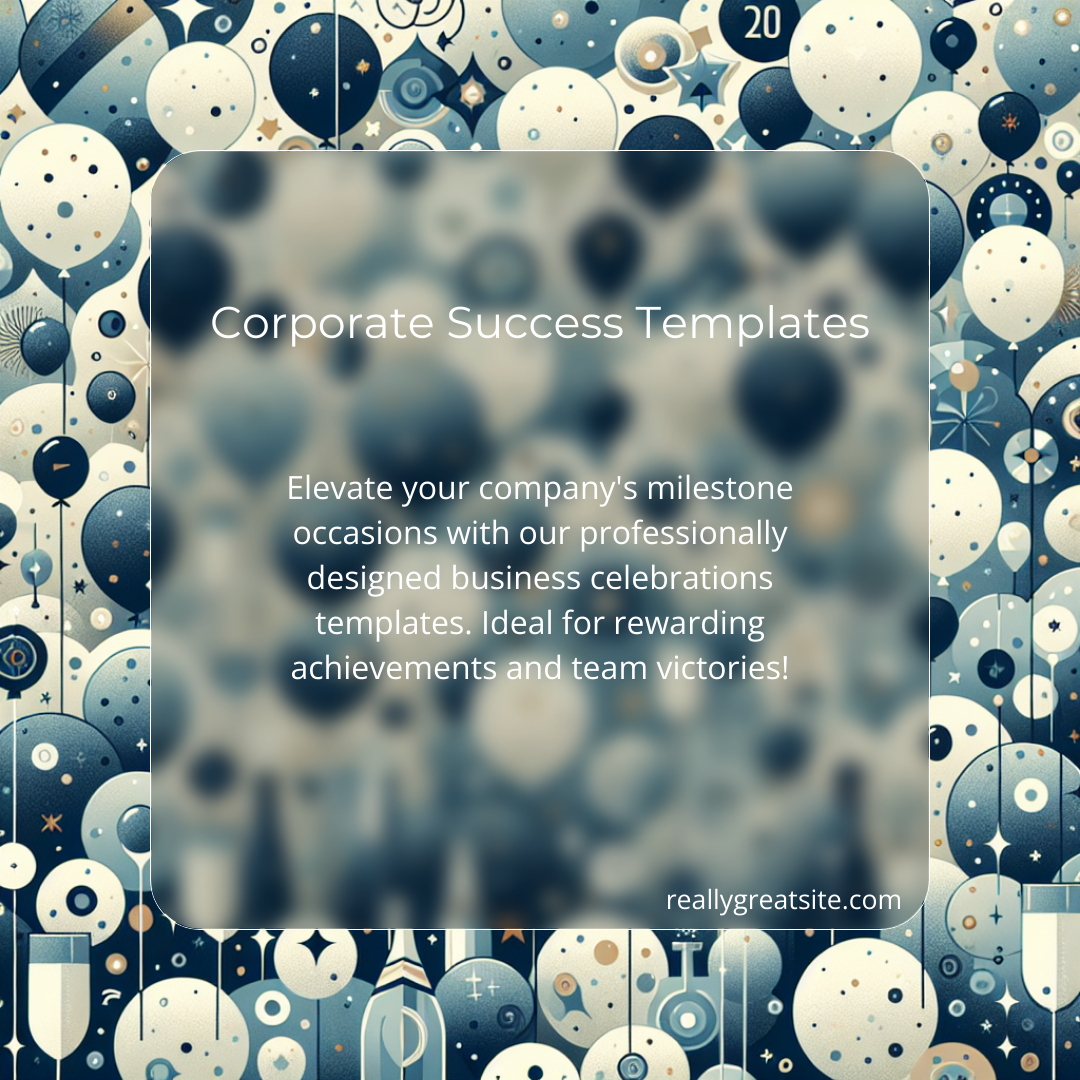 20
Corporate Success Templates
Elevate your company's milestone
occasions with our professionally
designed business celebrations
templates. Ideal for rewarding
achievements and team victories!
reallygreatsite.com